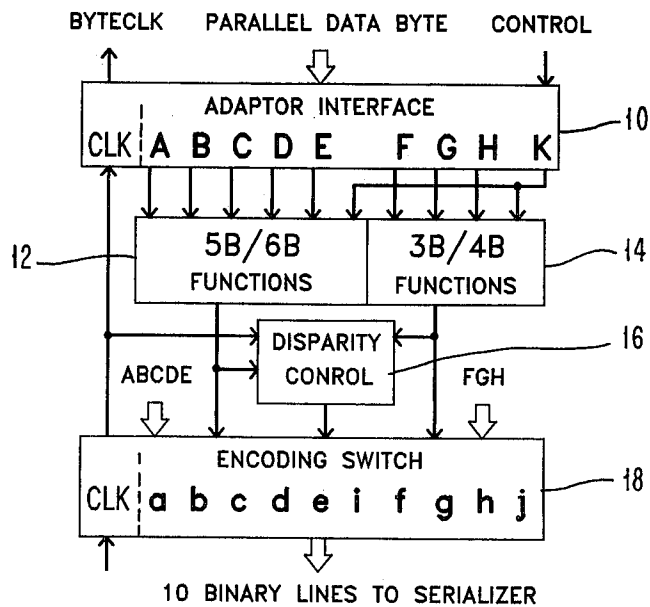 BYTECLK PARALLEL DATA BYTE CONTROL
ADAPTOR INTERFACE
10
CLK A B C D E F G H K
12
5B/6B FUNCTIONS
3B/4B FUNCTIONS
14
DISPARITY CONROL
16
ABCDE
FGH
ENCODING SWITCH
18
CLK a b c d e i f g h j
10 BINARY LINES TO SERIALIZER